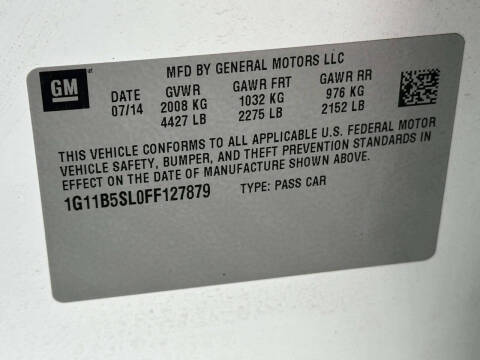 GM
MFD BY GENERAL MOTORS LLC
DATE GVWR GAWR FRT GAWR RR
07/14 2008 KG 1032 KG 976 KG
4427 LB 2275 LB 2152 LB
THIS VEHICLE CONFORMS TO ALL APPLICABLE U.S. FEDERAL MOTOR
VEHICLE SAFETY, BUMPER, AND THEFT PREVENTION STANDARDS IN
EFFECT ON THE DATE OF MANUFACTURE SHOWN ABOVE.
1G11B5SL0FF127879 TYPE: PASS CAR